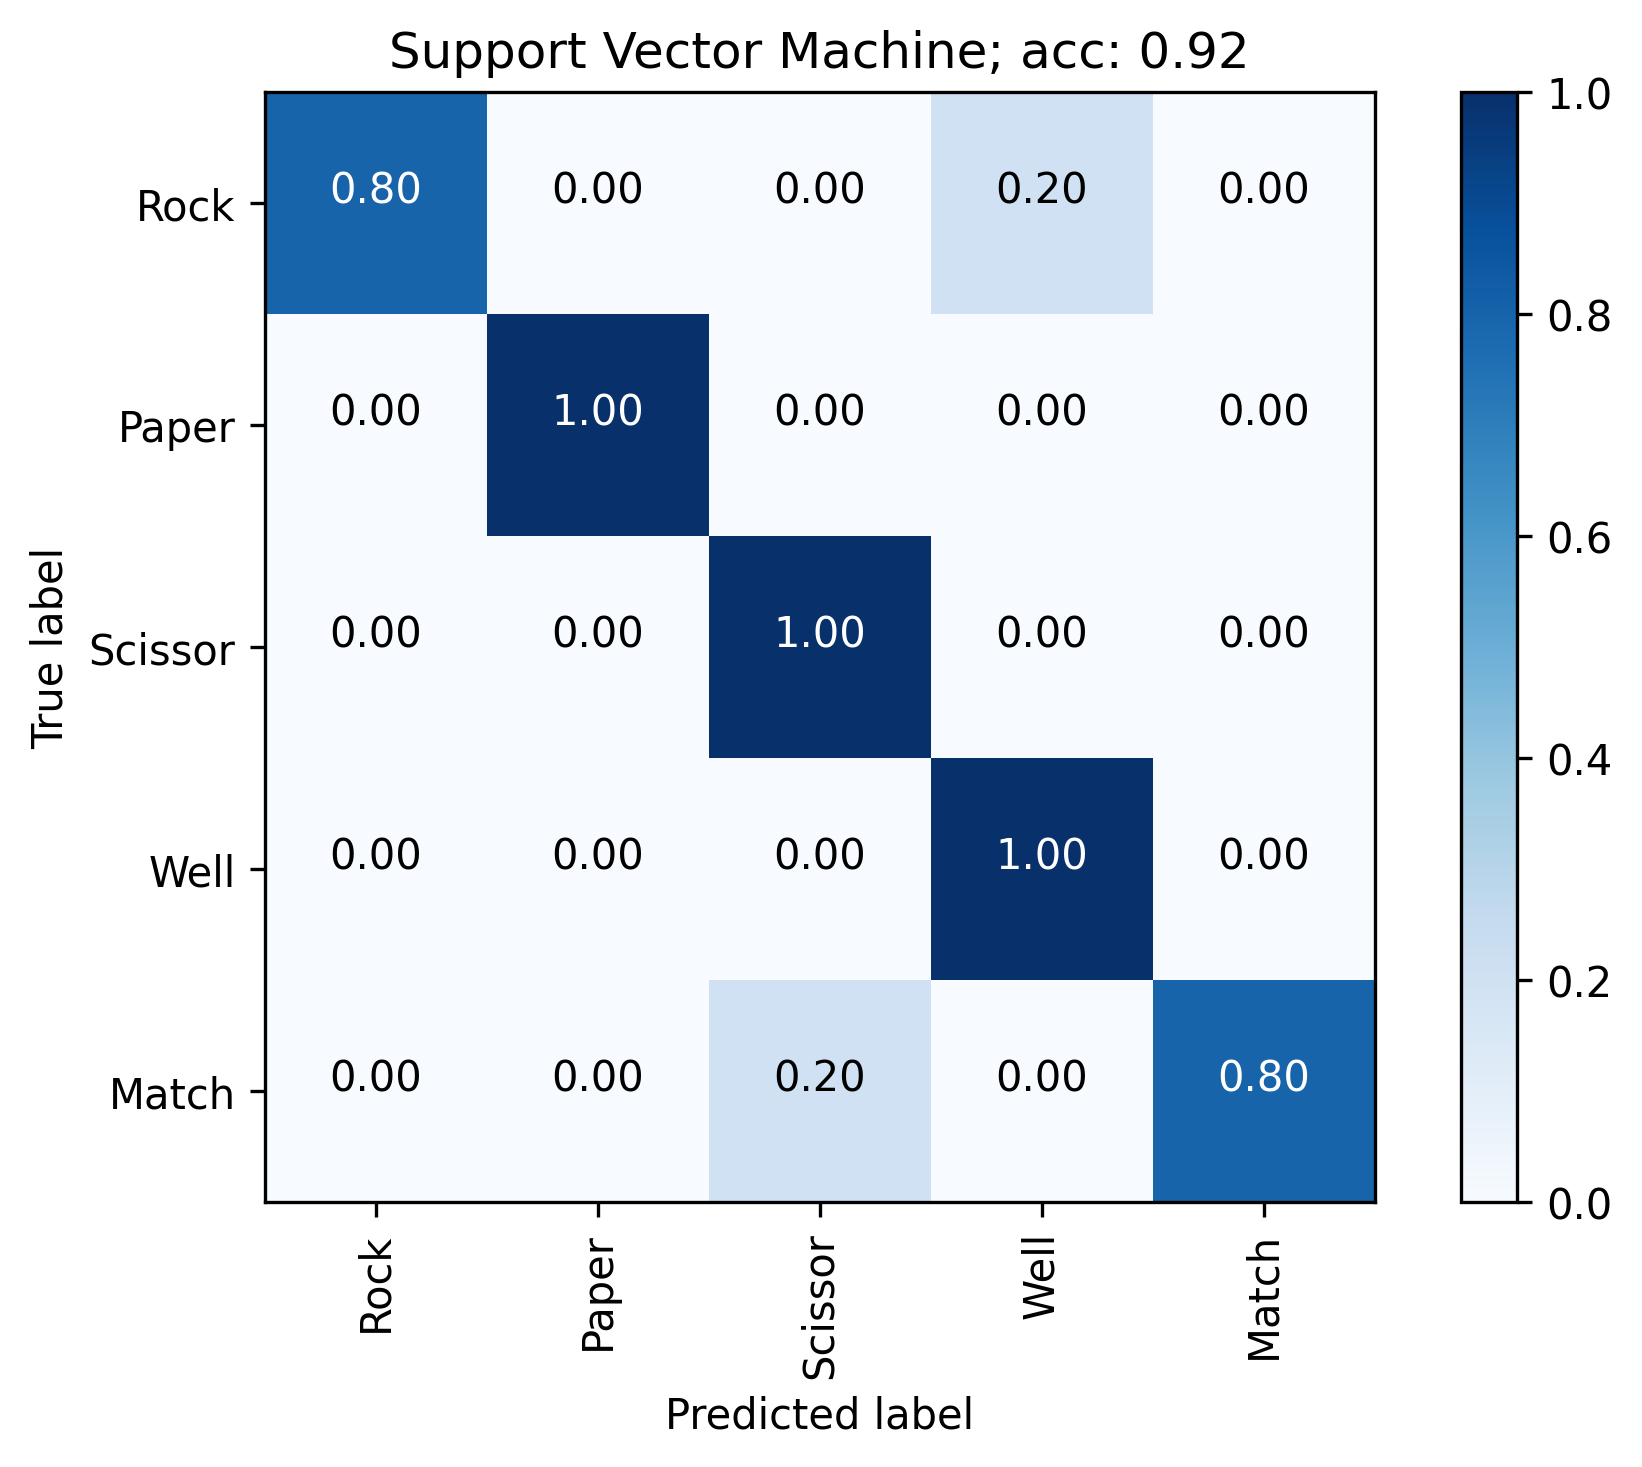 Support Vector Machine; acc: 0.92
Rock 0.80 0.00 0.00 0.20 0.00
Paper 0.00 1.00 0.00 0.00 0.00
Scissor 0.00 0.00 1.00 0.00 0.00
Well 0.00 0.00 0.00 1.00 0.00
Match 0.00 0.00 0.20 0.00 0.80
True label
Rock Paper Scissor Well Match
Predicted label
1.0
0.8
0.6
0.4
0.2
0.0